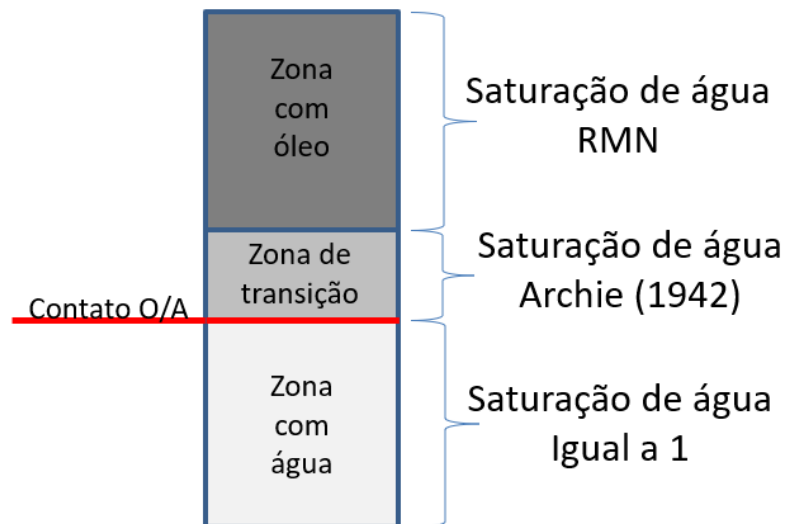 Zona
com
óleo
Saturação de água
RMN
Zona de
transição
Saturação de água
Archie (1942)
Contato O/A
Zona
com
água
Saturação de água
Igual a 1